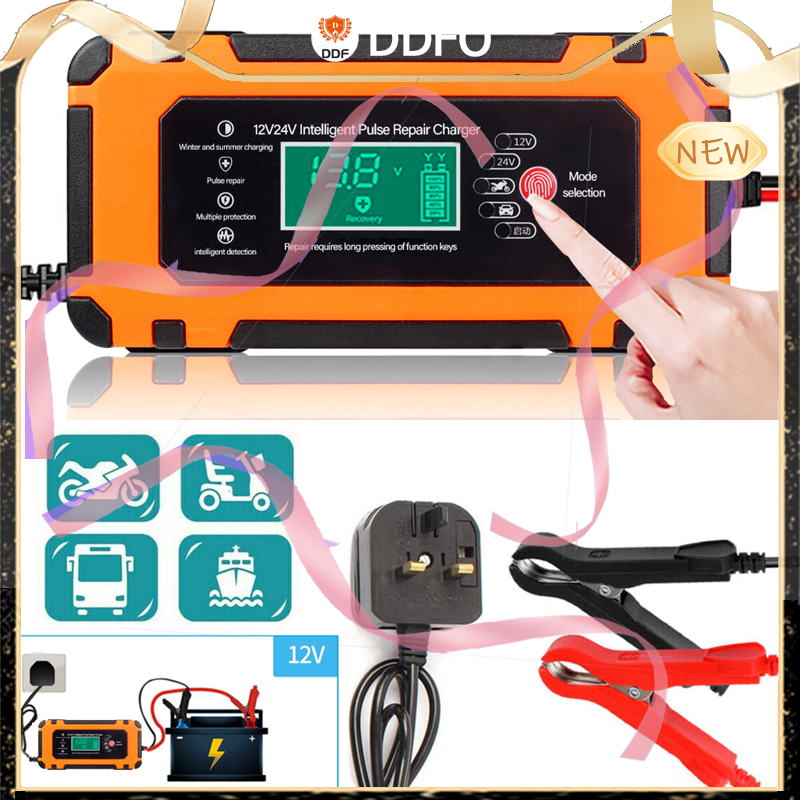 DDF
DDFO
NEW
12V24V Intelligent Pulse Repair Charger
Winter and summer charging
Pulse repair
Multiple protection
intelligent detection
13.8 V
Recovery
Repair requires long pressing of function keys
12V
24V
启动
Mode
selection
12V